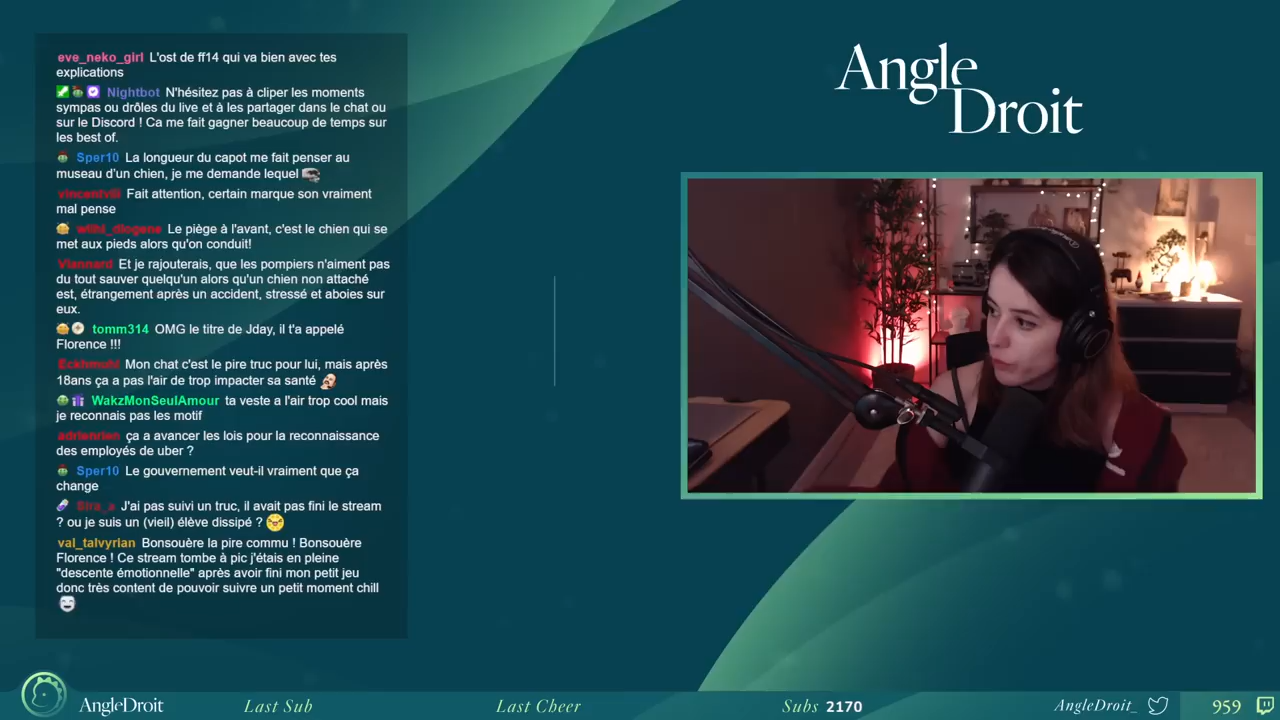 eve_neko_girl L'ost de ff14 qui va bien avec tes
explications
Nightbot N'hésitez pas à cliper les moments
sympas ou drôles du live et à les partager dans le chat ou
sur le Discord ! Ca me fait gagner beaucoup de temps sur
les best of.
Sper10 La longueur du capot me fait penser au
museau d'un chien, je me demande lequel
Fait attention, certain marque son vraiment
mal pense
Le piège à l'avant, c'est le chien qui se
met aux pieds alors qu'on conduit!
Viannard Et je rajouterais, que les pompiers n'aiment pas
du tout sauver quelqu'un alors qu'un chien non attaché
est, étrangement après un accident, stressé et aboies sur
eux.
tomm314 OMG le titre de Jday, il t'a appelé
Florence !!!
Eckhmuhl Mon chat c'est le pire truc pour lui, mais après
18ans ça a pas l'air de trop impacter sa santé
WakzMonSeulAmour ta veste a l'air trop cool mais
je reconnais pas les motif
ça a avancer les lois pour la reconnaissance
des employés de uber ?
Sper10 Le gouvernement veut-il vraiment que ça
change
J'ai pas suivi un truc, il avait pas fini le stream
? ou je suis un (vieil) élève dissipé ?
val_talvyrian Bonsouère la pire commu ! Bonsouère
Florence ! Ce stream tombe à pic j'étais en pleine
"descente émotionnelle" après avoir fini mon petit jeu
donc très content de pouvoir suivre un petit moment chill
Angle
Droit
AngleDroit
Last Sub
Last Cheer
Subs 2170
AngleDroit_
959